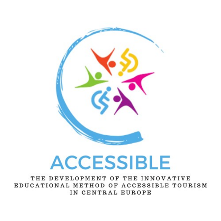 ACCESSIBLE
THE DEVELOPMENT OF THE INNOVATIVE
EDUCATIONAL METHOD OF ACCESSIBLE TOURISM
IN CENTRAL EUROPE